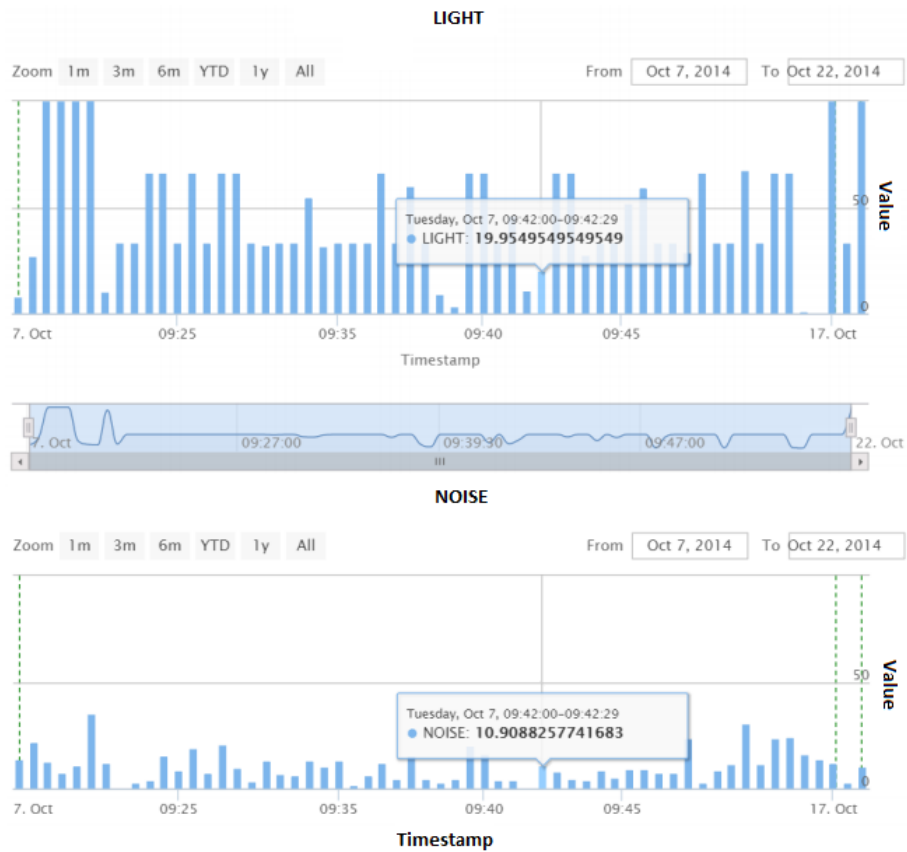 LIGHT
Zoom 1m 3m 6m YTD 1y All From Oct 7, 2014 To Oct 22, 2014
Tuesday, Oct 7, 09:42:00-09:42:29
● LIGHT: 19.9549549549549
50
0
Value
7. Oct 09:25 09:35 09:40 09:45 17. Oct
Timestamp
7. Oct 09:27:00 09:39:30 09:47:00 22. Oct
NOISE
Zoom 1m 3m 6m YTD 1y All From Oct 7, 2014 To Oct 22, 2014
Tuesday, Oct 7, 09:42:00-09:42:29
● NOISE: 10.9088257741683
50
0
Value
7. Oct 09:25 09:35 09:40 09:45 17. Oct
Timestamp